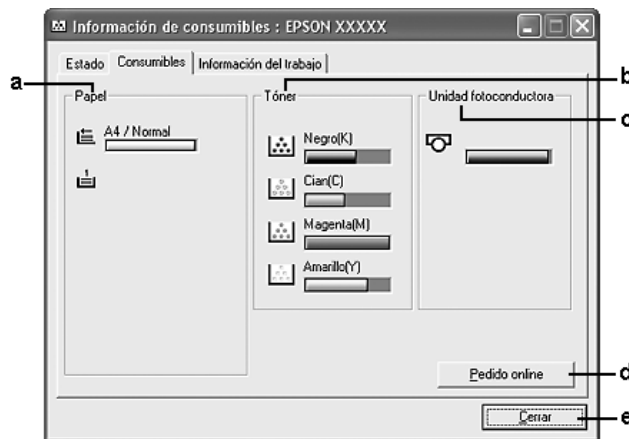 Información de consumibles : EPSON XXXXX
Estado Consumibles Información del trabajo
a
Papel
A4 / Normal
1
b
Tóner
Negro(K)
Cian(C)
Magenta(M)
Amarillo(Y)
c
Unidad fotoconductora
Pedido online
d
Cerrar
e